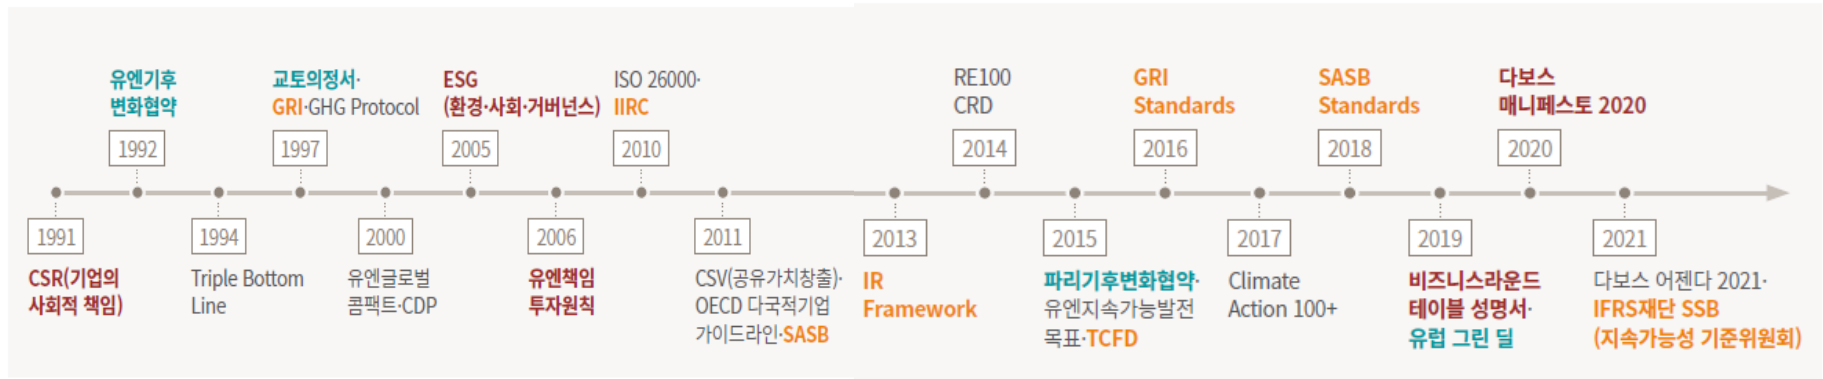 유엔기후
변화협약
1992
교토의정서·
GRI·GHG Protocol
1997
ESG
(환경·사회·거버넌스)
2005
ISO 26000·
IIRC
2010
RE100
CRD
2014
GRI
Standards
2016
SASB
Standards
2018
다보스
매니페스토 2020
2020
1991
CSR(기업의
사회적 책임)
1994
Triple Bottom
Line
2000
유엔글로벌
콤팩트·CDP
2006
유엔책임
투자원칙
2011
CSV(공유가치창출)·
OECD 다국적기업
가이드라인·SASB
2013
IR
Framework
2015
파리기후변화협약·
유엔지속가능발전
목표·TCFD
2017
Climate
Action 100+
2019
비즈니스라운드
테이블 성명서·
유럽 그린 딜
2021
다보스 어젠다 2021·
IFRS재단 SSB
(지속가능성 기준위원회)